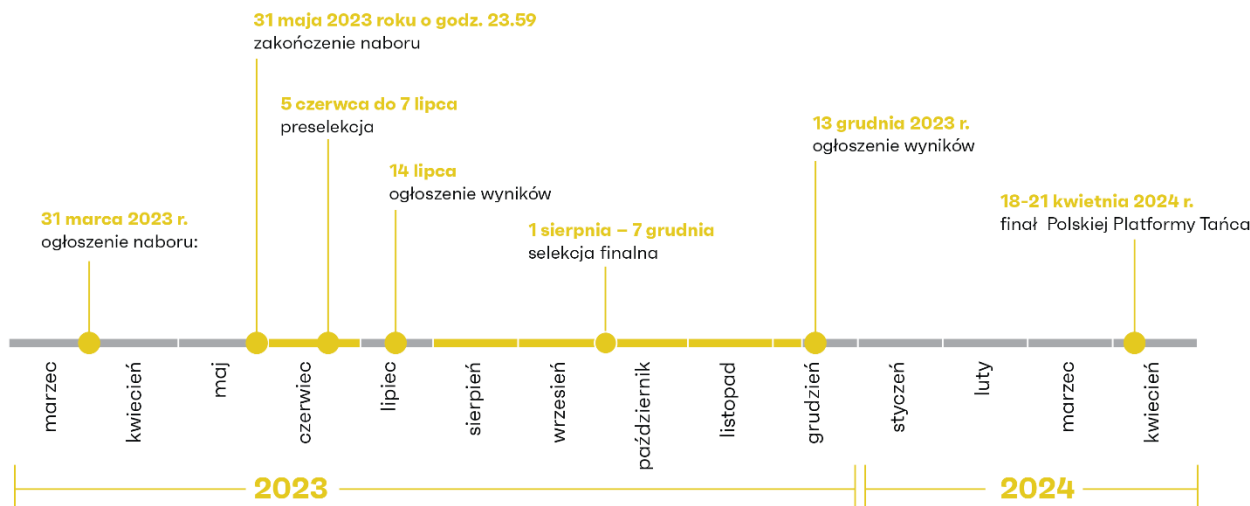 31 maja 2023 roku o godz. 23.59
zakończenie naboru
5 czerwca do 7 lipca
preselekcja
14 lipca
ogłoszenie wyników
31 marca 2023 r.
ogłoszenie naboru:
1 sierpnia – 7 grudnia
selekcja finalna
13 grudnia 2023 r.
ogłoszenie wyników
18-21 kwietnia 2024 r.
finał Polskiej Platformy Tańca
marzec
kwiecień
maj
czerwiec
lipiec
sierpień
wrzesień
październik
listopad
grudzień
styczeń
luty
marzec
kwiecień
2023
2024